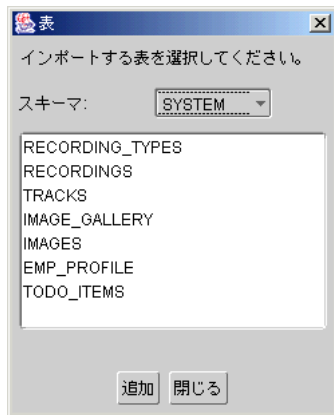 表
インポートする表を選択してください。
スキーマ: SYSTEM
RECORDING_TYPES
RECORDINGS
TRACKS
IMAGE_GALLERY
IMAGES
EMP_PROFILE
TODO_ITEMS
追加 閉じる